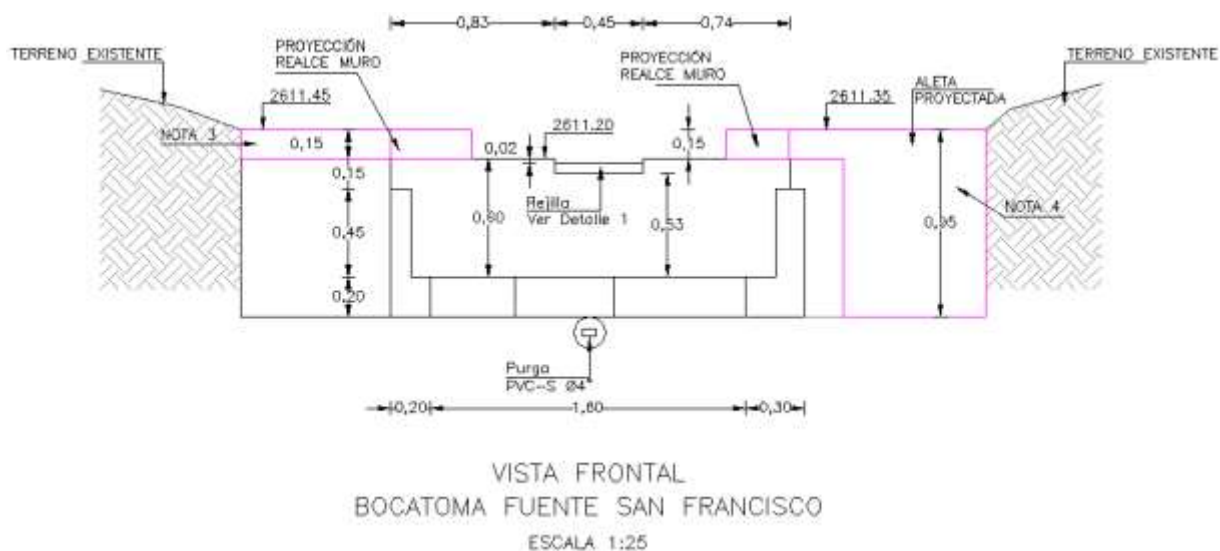 0,83
0,45
0,74
TERRENO EXISTENTE
PROYECCIÓN
REALCE MURO
PROYECCIÓN
REALCE MURO
TERRENO EXISTENTE
2611.45
2611.20
2611.35
ALETA
PROYECTADA
NOTA 3
0,15
0,02
0,15
0,15
Rejilla
Ver Detalle 1
NOTA 4
0,60
0,53
0,95
0,45
0,20
Purga
PVC-S Ø4"
0,20
1,60
0,30
VISTA FRONTAL
BOCATOMA FUENTE SAN FRANCISCO
ESCALA 1:25